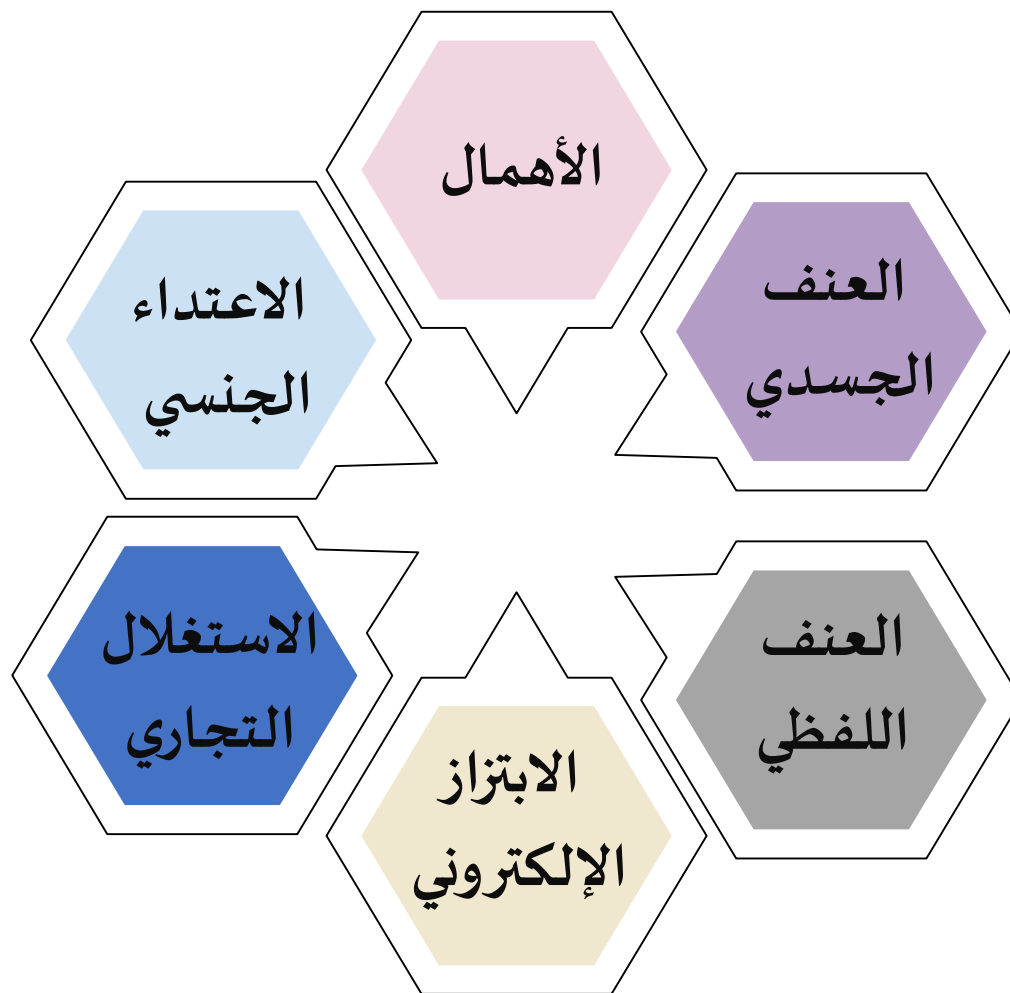 الأهمال
العنف
الجسدي
العنف
اللفظي
الابتزاز
الإلكتروني
الاستغلال
التجاري
الاعتداء
الجنسي